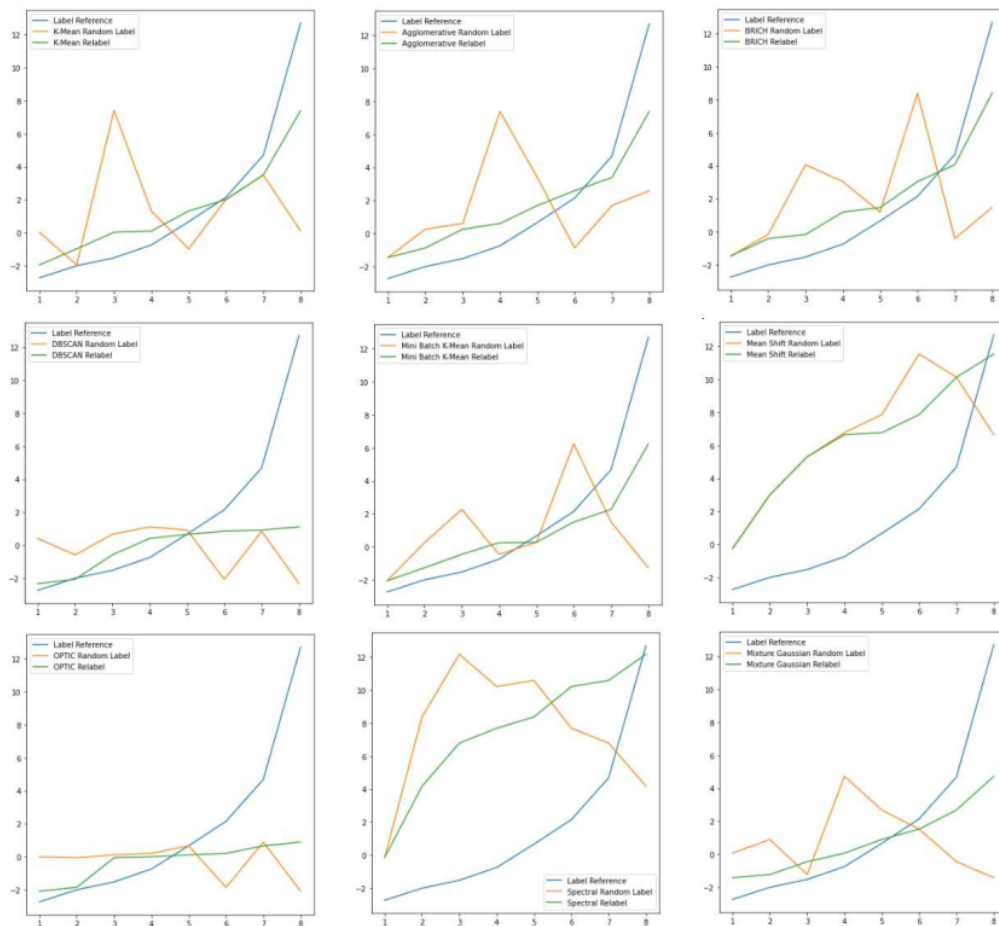 Label Reference
K-Mean Random Label
K-Mean Relabel
12
10
8
6
4
2
0
−2
1 2 3 4 5 6 7 8
Label Reference
Agglomerative Random Label
Agglomerative Relabel
12
10
8
6
4
2
0
−2
1 2 3 4 5 6 7 8
Label Reference
BRICH Random Label
BRICH Relabel
12
10
8
6
4
2
0
−2
1 2 3 4 5 6 7 8
Label Reference
DBSCAN Random Label
DBSCAN Relabel
12
10
8
6
4
2
0
−2
1 2 3 4 5 6 7 8
Label Reference
Mini Batch K-Mean Random Label
Mini Batch K-Mean Relabel
12
10
8
6
4
2
0
−2
1 2 3 4 5 6 7 8
Label Reference
Mean Shift Random Label
Mean Shift Relabel
12
10
8
6
4
2
0
−2
1 2 3 4 5 6 7 8
Label Reference
OPTIC Random Label
OPTIC Relabel
12
10
8
6
4
2
0
−2
1 2 3 4 5 6 7 8
12
10
8
6
4
2
0
−2
Label Reference
Spectral Random Label
Spectral Relabel
1 2 3 4 5 6 7 8
Label Reference
Mixture Gaussian Random Label
Mixture Gaussian Relabel
12
10
8
6
4
2
0
−2
1 2 3 4 5 6 7 8